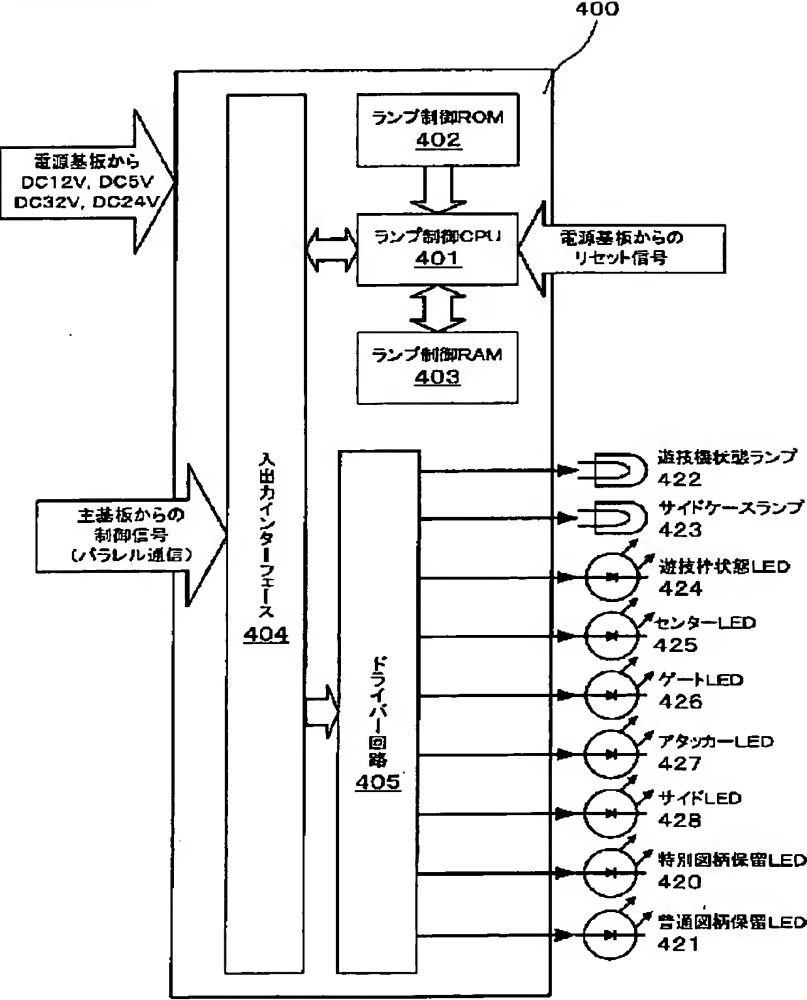 400
ランプ制御ROM
402
電源基板から
DC12V, DC5V
DC32V, DC24V
ランプ制御CPU
401
電源基板からの
リセット信号
ランプ制御RAM
403
主基板からの
制御信号
(パラレル通信)
入出力インターフェース
404
ドライバー回路
405
遊技機状態ランプ
422
サイドケースランプ
423
遊技枠状態LED
424
センターLED
425
ゲートLED
426
アタッカーLED
427
サイドLED
428
特別図柄保留LED
420
普通図柄保留LED
421